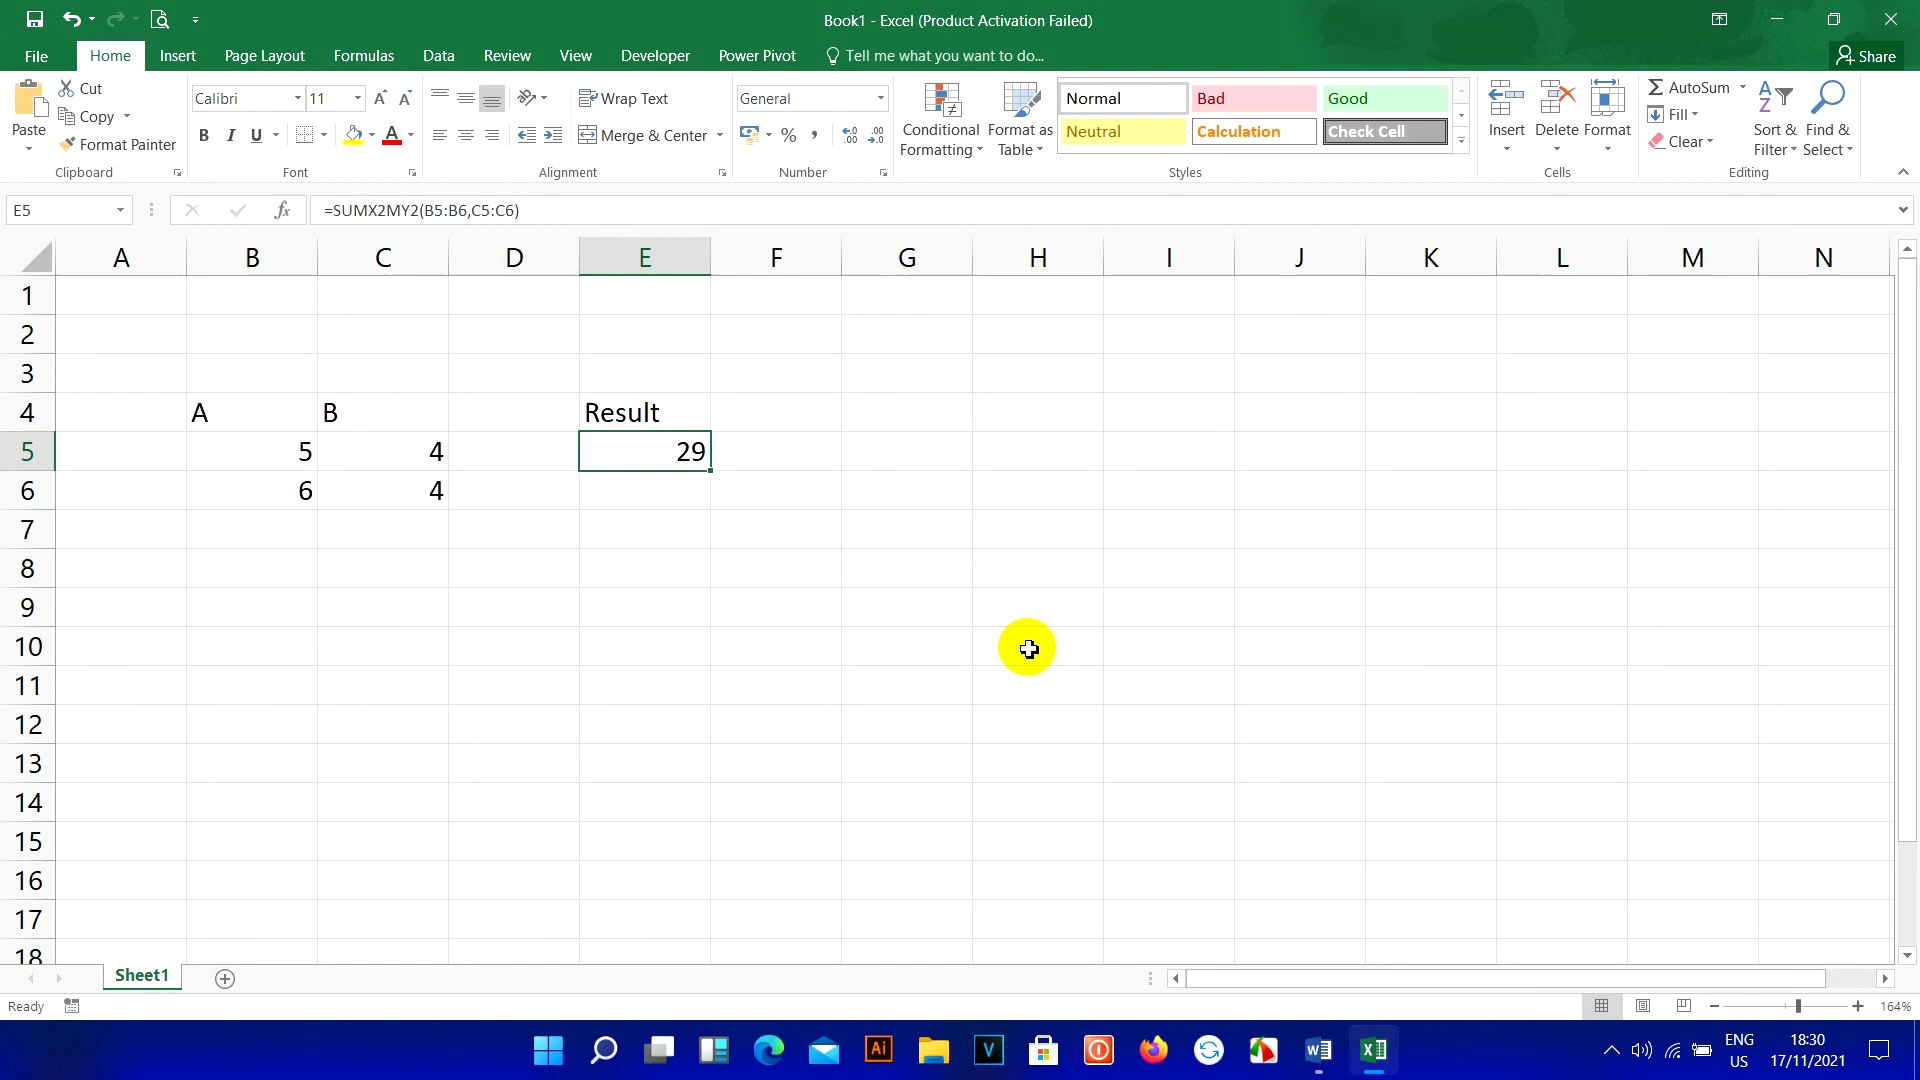 Book1 - Excel (Product Activation Failed)
File Home Insert Page Layout Formulas Data Review View Developer Power Pivot Tell me what you want to do... Share
Paste Cut Copy Format Painter Clipboard
Calibri 11 B I U A Font
Wrap Text Merge & Center Alignment
General % , Number
Conditional Formatting Format as Table
Normal Bad Good
Neutral Calculation Check Cell
Styles
Insert Delete Format Cells
AutoSum Fill Clear Sort & Filter Find & Select Editing
E5 fx =SUMX2MY2(B5:B6,C5:C6)
A B C D E F G H I J K L M N
1
2
3
4 A B Result
5 5 4 29
6 6 4
7
8
9
10
11
12
13
14
15
16
17
18
Sheet1
Ready 164%
Ai V ENG US 18:30 17/11/2021